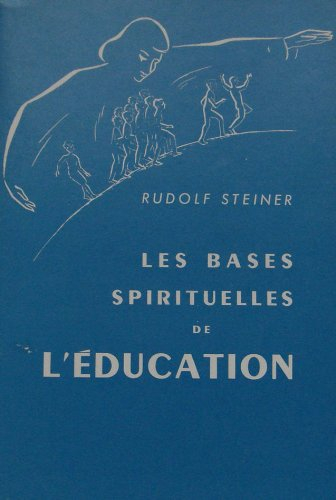 RUDOLF STEINER
LES BASES
SPIRITUELLES
DE
L'ÉDUCATION